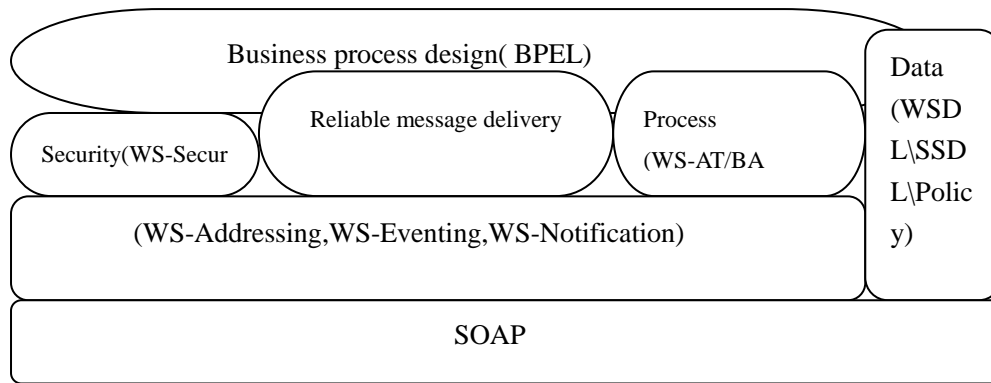 Business process design( BPEL)
Data
(WSD
L\SSD
L\Polic
y)
Reliable message delivery
Process
(WS-AT/BA
Security(WS-Secur
(WS-Addressing,WS-Eventing,WS-Notification)
SOAP